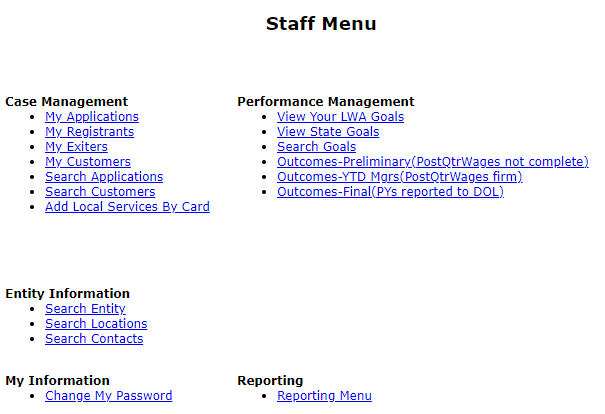 Staff Menu
Case Management
My Applications
My Registrants
My Exiters
My Customers
Search Applications
Search Customers
Add Local Services By Card
Performance Management
View Your LWA Goals
View State Goals
Search Goals
Outcomes-Preliminary(PostQtrWages not complete)
Outcomes-YTD Mgrs(PostQtrWages firm)
Outcomes-Final(PYs reported to DOL)
Entity Information
Search Entity
Search Locations
Search Contacts
My Information
Change My Password
Reporting
Reporting Menu